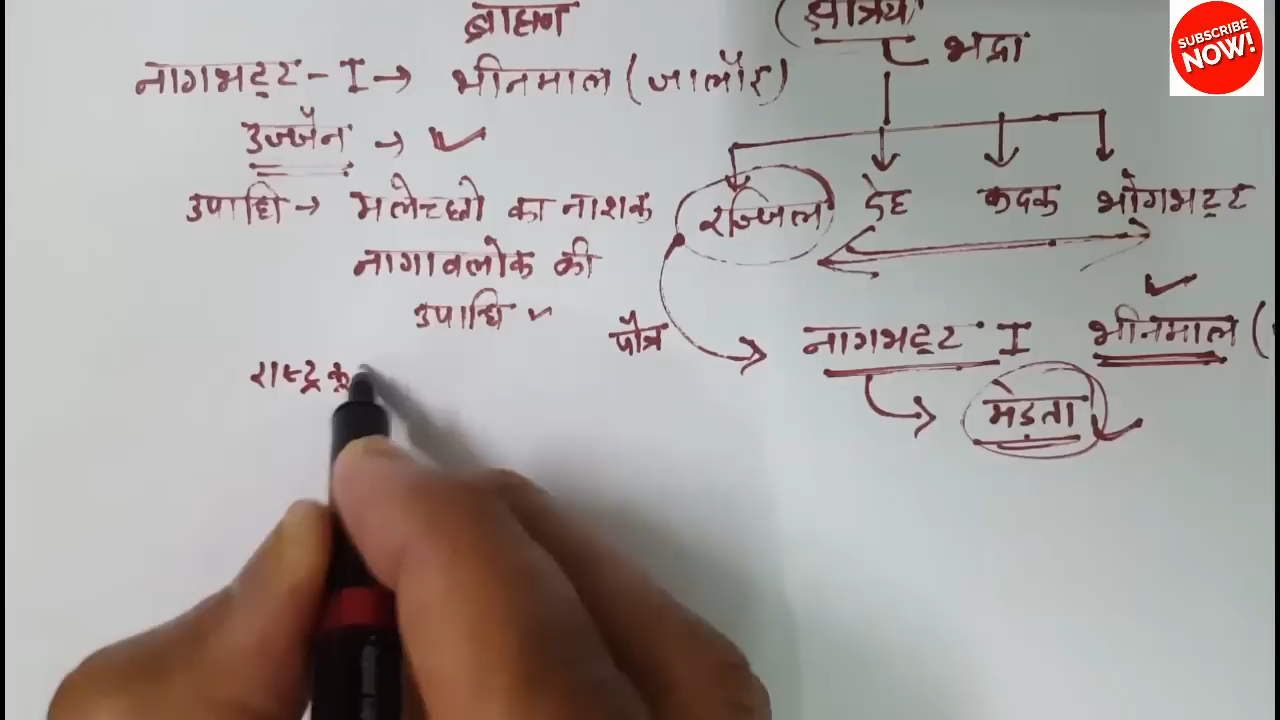 ब्राह्मण
(क्षत्रिय)
भद्रा
SUBSCRIBE
NOW!
नागभट्ट-I → भीनमाल (जालौर)
उज्जैन →
उपाधि → मलेच्छो का नाशक
नागावलोक की
उपाधि
रज्जिल देह कदक भोगभट्ट
पौत्र
नागभट्ट I भीनमाल (
मेड़ता
राष्ट्रकू